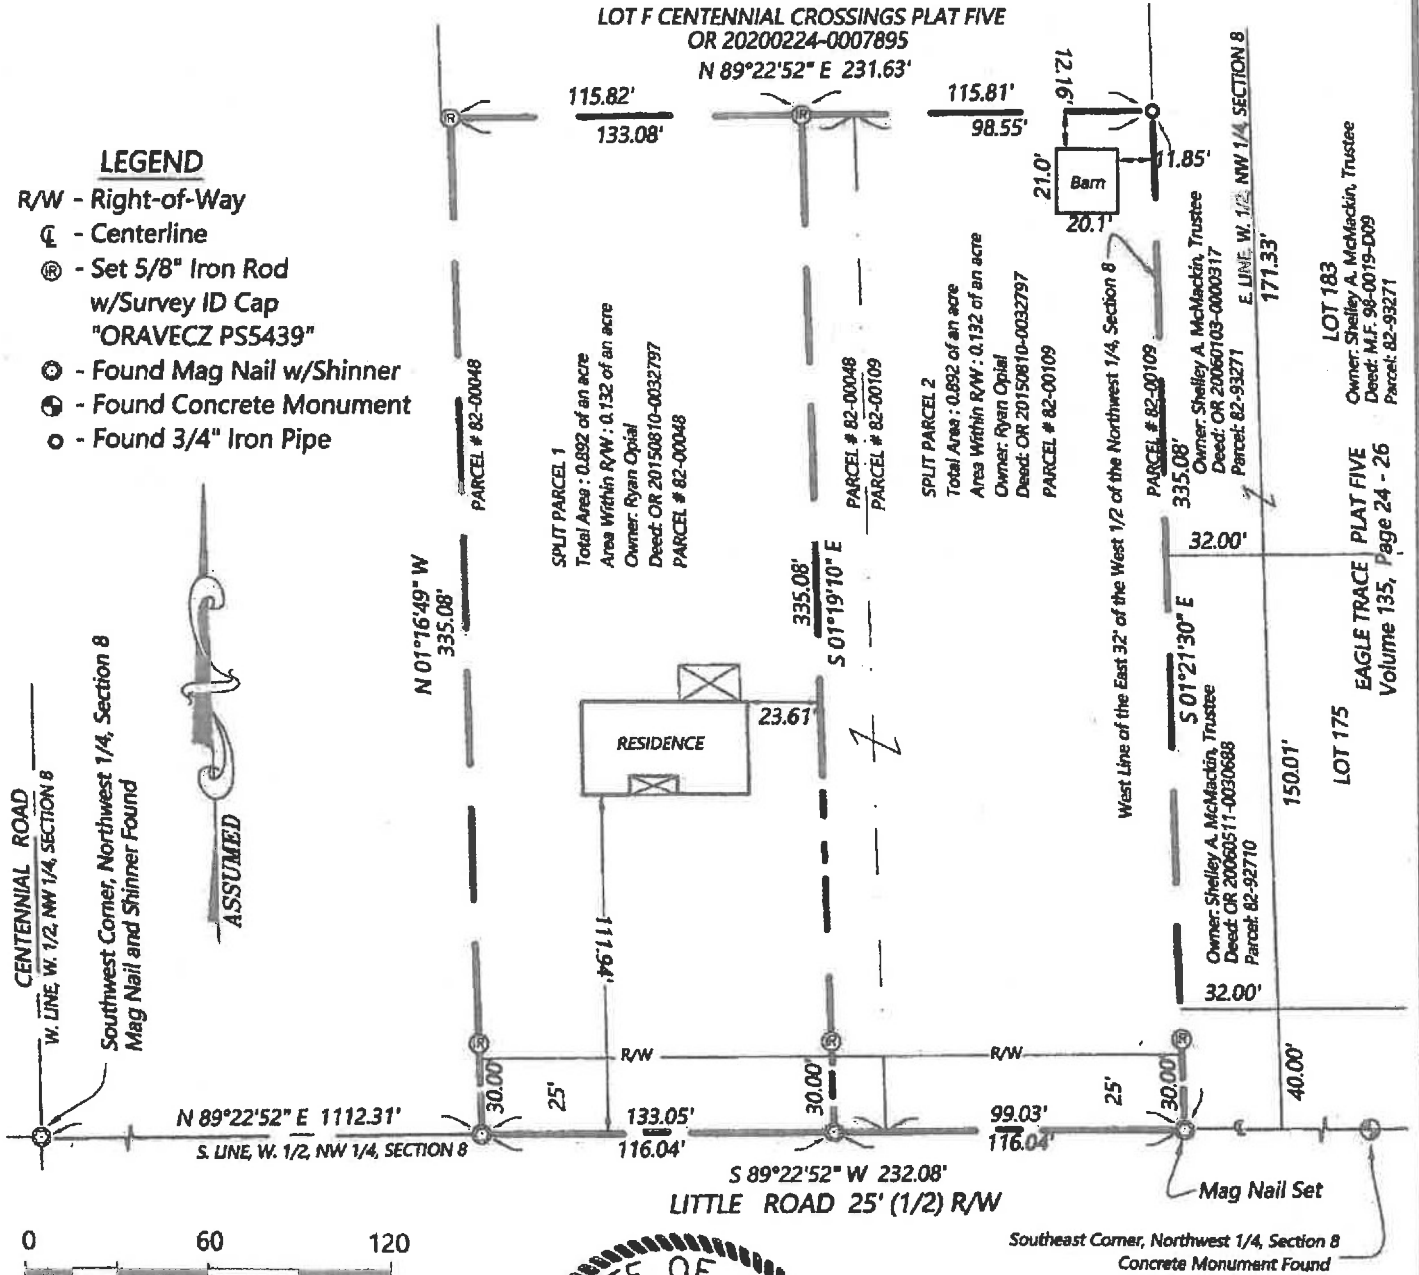 LOT F CENTENNIAL CROSSINGS PLAT FIVE
OR 20200224-0007895
N 89°22'52" E 231.63'
115.82'
133.08'
115.81'
98.55'
12.16'
11.85'
21.0'
Barn
20.1'
LEGEND
R/W - Right-of-Way
℄ - Centerline
IR - Set 5/8" Iron Rod
w/Survey ID Cap
"ORAVECZ PS5439"
- Found Mag Nail w/Shinner
- Found Concrete Monument
- Found 3/4" Iron Pipe
ASSUMED
CENTENNIAL ROAD
W. LINE, W. 1/2, NW 1/4, SECTION 8
Southwest Corner, Northwest 1/4, Section 8
Mag Nail and Shinner Found
N 01°16'49" W
335.08'
PARCEL # 82-00048
SPLIT PARCEL 1
Total Area : 0.892 of an acre
Area Within R/W : 0.132 of an acre
Owner: Ryan Opial
Deed: OR 20150810-0032797
PARCEL # 82-00048
335.08'
S 01°19'10" E
PARCEL # 82-00048
PARCEL # 82-00109
SPLIT PARCEL 2
Total Area : 0.892 of an acre
Area Within R/W : 0.132 of an acre
Owner: Ryan Opial
Deed: OR 20150810-0032797
PARCEL # 82-00109
West Line of the East 32' of the West 1/2 of the Northwest 1/4, Section 8
PARCEL # 82-00109
335.08'
S 01°21'30" E
Owner: Shelley A. McMackin, Trustee
Deed: OR 20060103-0000317
Parcel: 82-93271
E. LINE, W. 1/2, NW 1/4, SECTION 8
171.33'
LOT 183
Owner: Shelley A. McMackin, Trustee
Deed: M.F. 98-0019-D09
Parcel: 82-93271
32.00'
EAGLE TRACE PLAT FIVE
Volume 135, Page 24 - 26
LOT 175
150.01'
Owner: Shelley A. McMackin, Trustee
Deed: OR 20060511-0030688
Parcel: 82-92710
32.00'
40.00'
RESIDENCE
23.61'
111.94'
R/W
R/W
30.00'
25'
30.00'
25'
30.00'
N 89°22'52" E 1112.31'
S. LINE, W. 1/2, NW 1/4, SECTION 8
133.05'
116.04'
99.03'
116.04'
℄
S 89°22'52" W 232.08'
LITTLE ROAD 25' (1/2) R/W
Mag Nail Set
Southeast Corner, Northwest 1/4, Section 8
Concrete Monument Found
0 60 120
OF